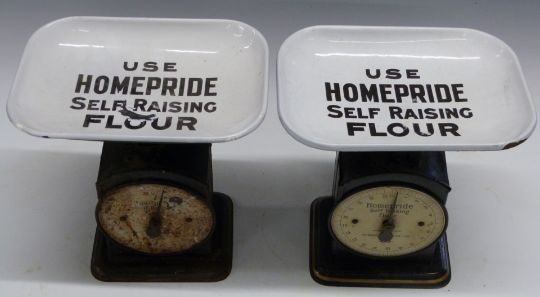 USE
HOMEPRIDE
SELF RAISING
FLOUR
USE
HOMEPRIDE
SELF RAISING
FLOUR
Homepride
Self Raising